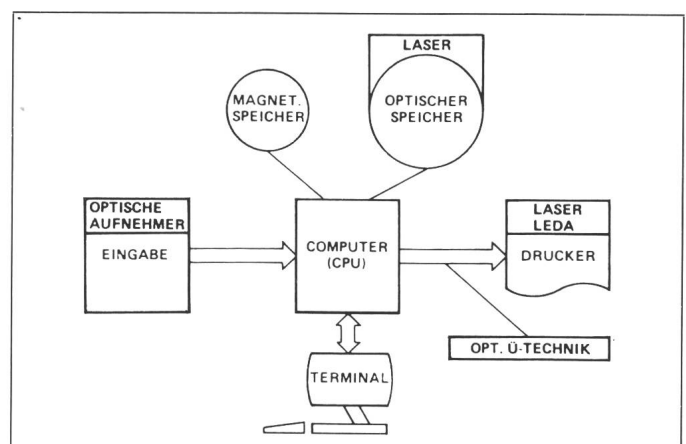 LASER
MAGNET.
SPEICHER
OPTISCHER
SPEICHER
OPTISCHE
AUFNEHMER
EINGABE
COMPUTER
(CPU)
LASER
LEDA
DRUCKER
OPT. Ü-TECHNIK
TERMINAL